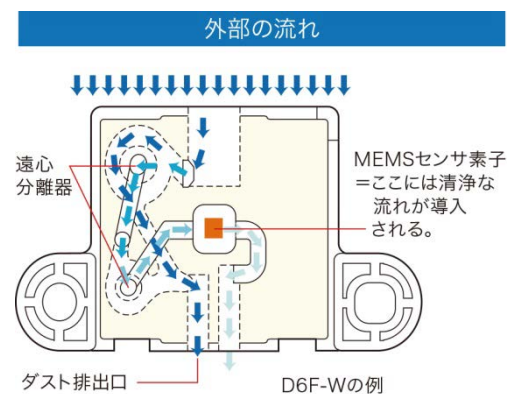 外部の流れ
遠心
分離器
MEMSセンサ素子
＝ここには清浄な
流れが導入
される。
ダスト排出口
D6F-Wの例